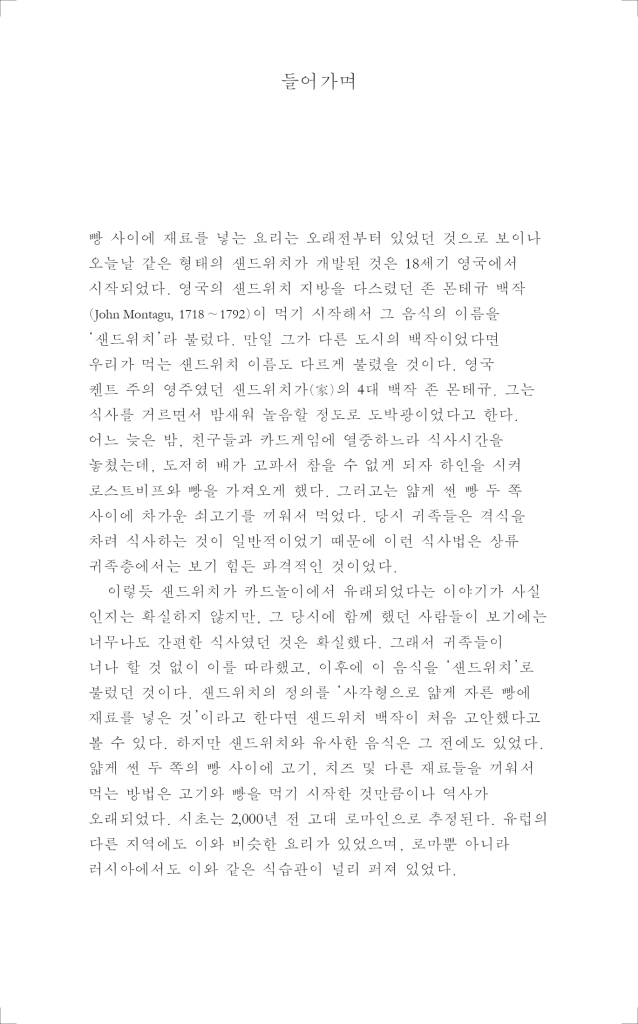 들어가며
빵 사이에 재료를 넣는 요리는 오래전부터 있었던 것으로 보이나
오늘날 같은 형태의 샌드위치가 개발된 것은 18세기 영국에서
시작되었다. 영국의 샌드위치 지방을 다스렸던 존 몬테규 백작
(John Montagu, 1718～1792)이 먹기 시작해서 그 음식의 이름을
‘샌드위치’라 불렀다. 만일 그가 다른 도시의 백작이었다면
우리가 먹는 샌드위치 이름도 다르게 불렸을 것이다. 영국
켄트 주의 영주였던 샌드위치가(家)의 4대 백작 존 몬테규. 그는
식사를 거르면서 밤새워 놀음할 정도로 도박광이었다고 한다.
어느 늦은 밤, 친구들과 카드게임에 열중하느라 식사시간을
놓쳤는데, 도저히 배가 고파서 참을 수 없게 되자 하인을 시켜
로스트비프와 빵을 가져오게 했다. 그러고는 얇게 썬 빵 두 쪽
사이에 차가운 쇠고기를 끼워서 먹었다. 당시 귀족들은 격식을
차려 식사하는 것이 일반적이었기 때문에 이런 식사법은 상류
귀족층에서는 보기 힘든 파격적인 것이었다.
이렇듯 샌드위치가 카드놀이에서 유래되었다는 이야기가 사실
인지는 확실하지 않지만, 그 당시에 함께 했던 사람들이 보기에는
너무나도 간편한 식사였던 것은 확실했다. 그래서 귀족들이
너나 할 것 없이 이를 따라했고, 이후에 이 음식을 ‘샌드위치’로
불렀던 것이다. 샌드위치의 정의를 ‘사각형으로 얇게 자른 빵에
재료를 넣은 것’이라고 한다면 샌드위치 백작이 처음 고안했다고
볼 수 있다. 하지만 샌드위치와 유사한 음식은 그 전에도 있었다.
얇게 썬 두 쪽의 빵 사이에 고기, 치즈 및 다른 재료들을 끼워서
먹는 방법은 고기와 빵을 먹기 시작한 것만큼이나 역사가
오래되었다. 시초는 2,000년 전 고대 로마인으로 추정된다. 유럽의
다른 지역에도 이와 비슷한 요리가 있었으며, 로마뿐 아니라
러시아에서도 이와 같은 식습관이 널리 퍼져 있었다.